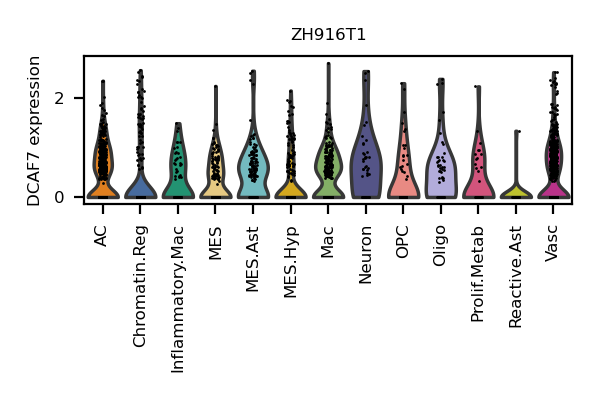 ZH916T1
DCAF7 expression
2
0
AC
Chromatin.Reg
Inflammatory.Mac
MES
MES.Ast
MES.Hyp
Mac
Neuron
OPC
Oligo
Prolif.Metab
Reactive.Ast
Vasc